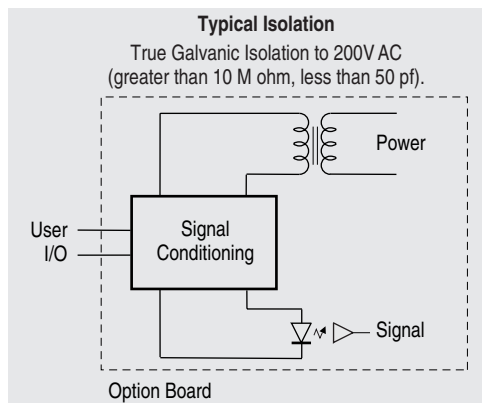 Typical Isolation
True Galvanic Isolation to 200V AC
(greater than 10 M ohm, less than 50 pf).
Power
User
I/O
Signal
Conditioning
Signal
Option Board